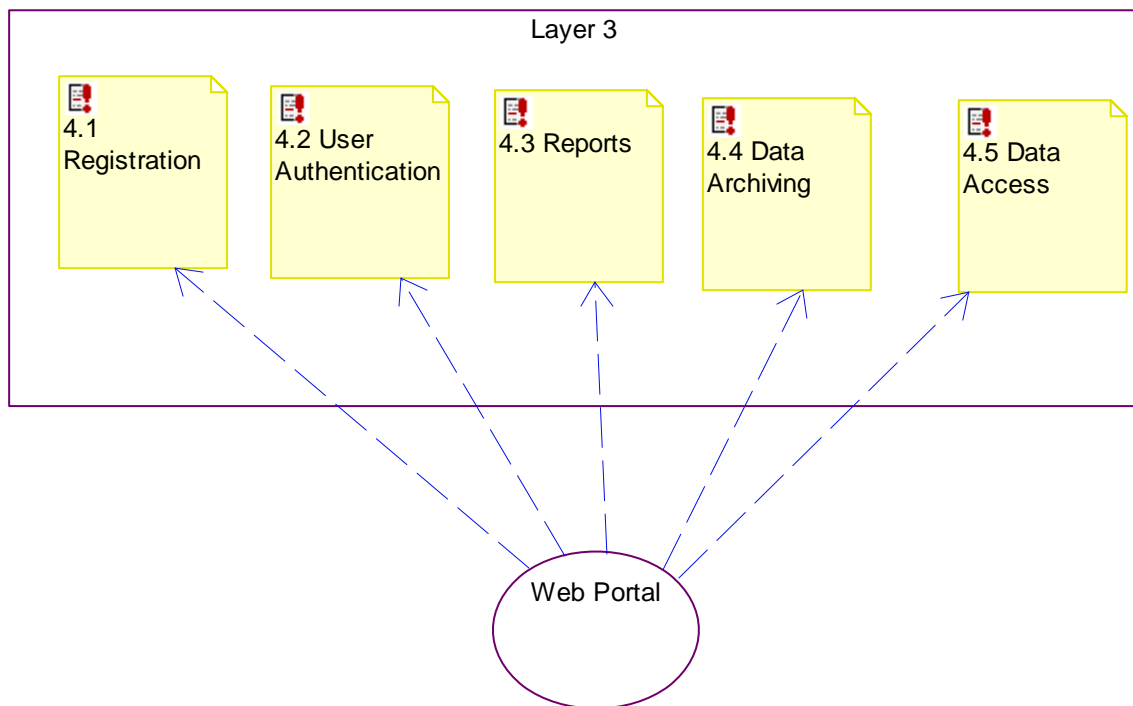 Layer 3
4.1
Registration
4.2 User
Authentication
4.3 Reports
4.4 Data
Archiving
4.5 Data
Access
Web Portal